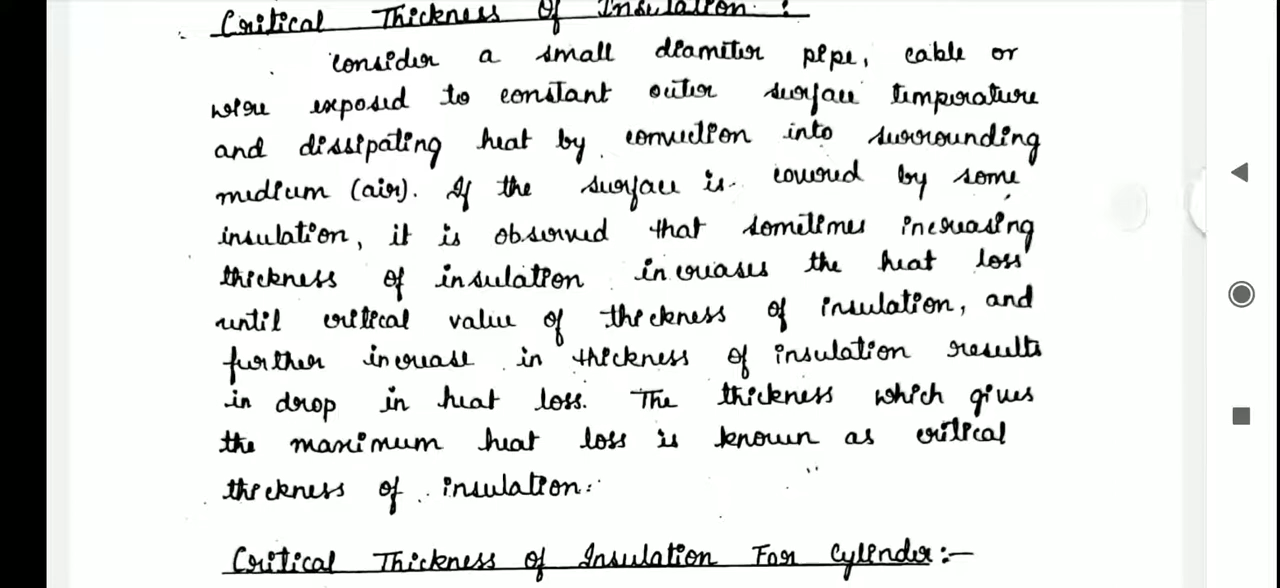 Critical Thickness Of Insulation :
Consider a small diameter pipe, cable or
wire exposed to constant outer surface temperature
and dissipating heat by convection into surrounding
medium (air). If the surface is covered by some
insulation, it is observed that sometimes increasing
thickness of insulation increases the heat loss
until critical value of thickness of insulation, and
further increase in thickness of insulation results
in drop in heat loss. The thickness which gives
the maximum heat loss is known as critical
thickness of insulation.
Critical Thickness of Insulation For Cylinder:-